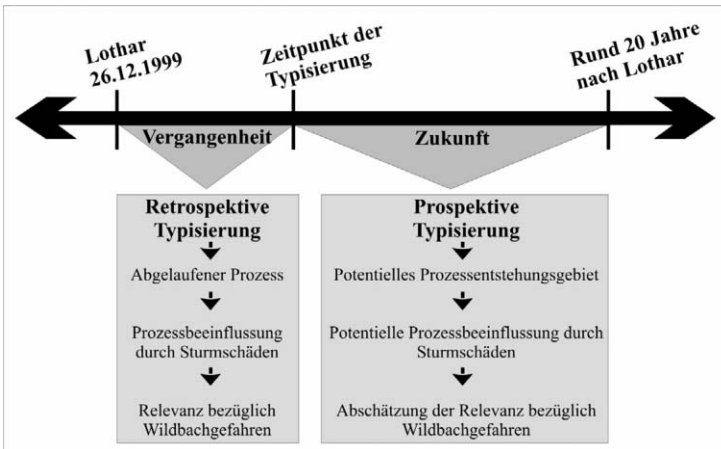 Lothar
26.12.1999
Zeitpunkt der
Typisierung
Rund 20 Jahre
nach Lothar
Vergangenheit
Zukunft
Retrospektive
Typisierung
Abgelaufener Prozess
Prozessbeeinflussung
durch Sturmschäden
Relevanz bezüglich
Wildbachgefahren
Prospektive
Typisierung
Potentielles Prozessentstehungsgebiet
Potentielle Prozessbeeinflussung durch
Sturmschäden
Abschätzung der Relevanz bezüglich
Wildbachgefahren